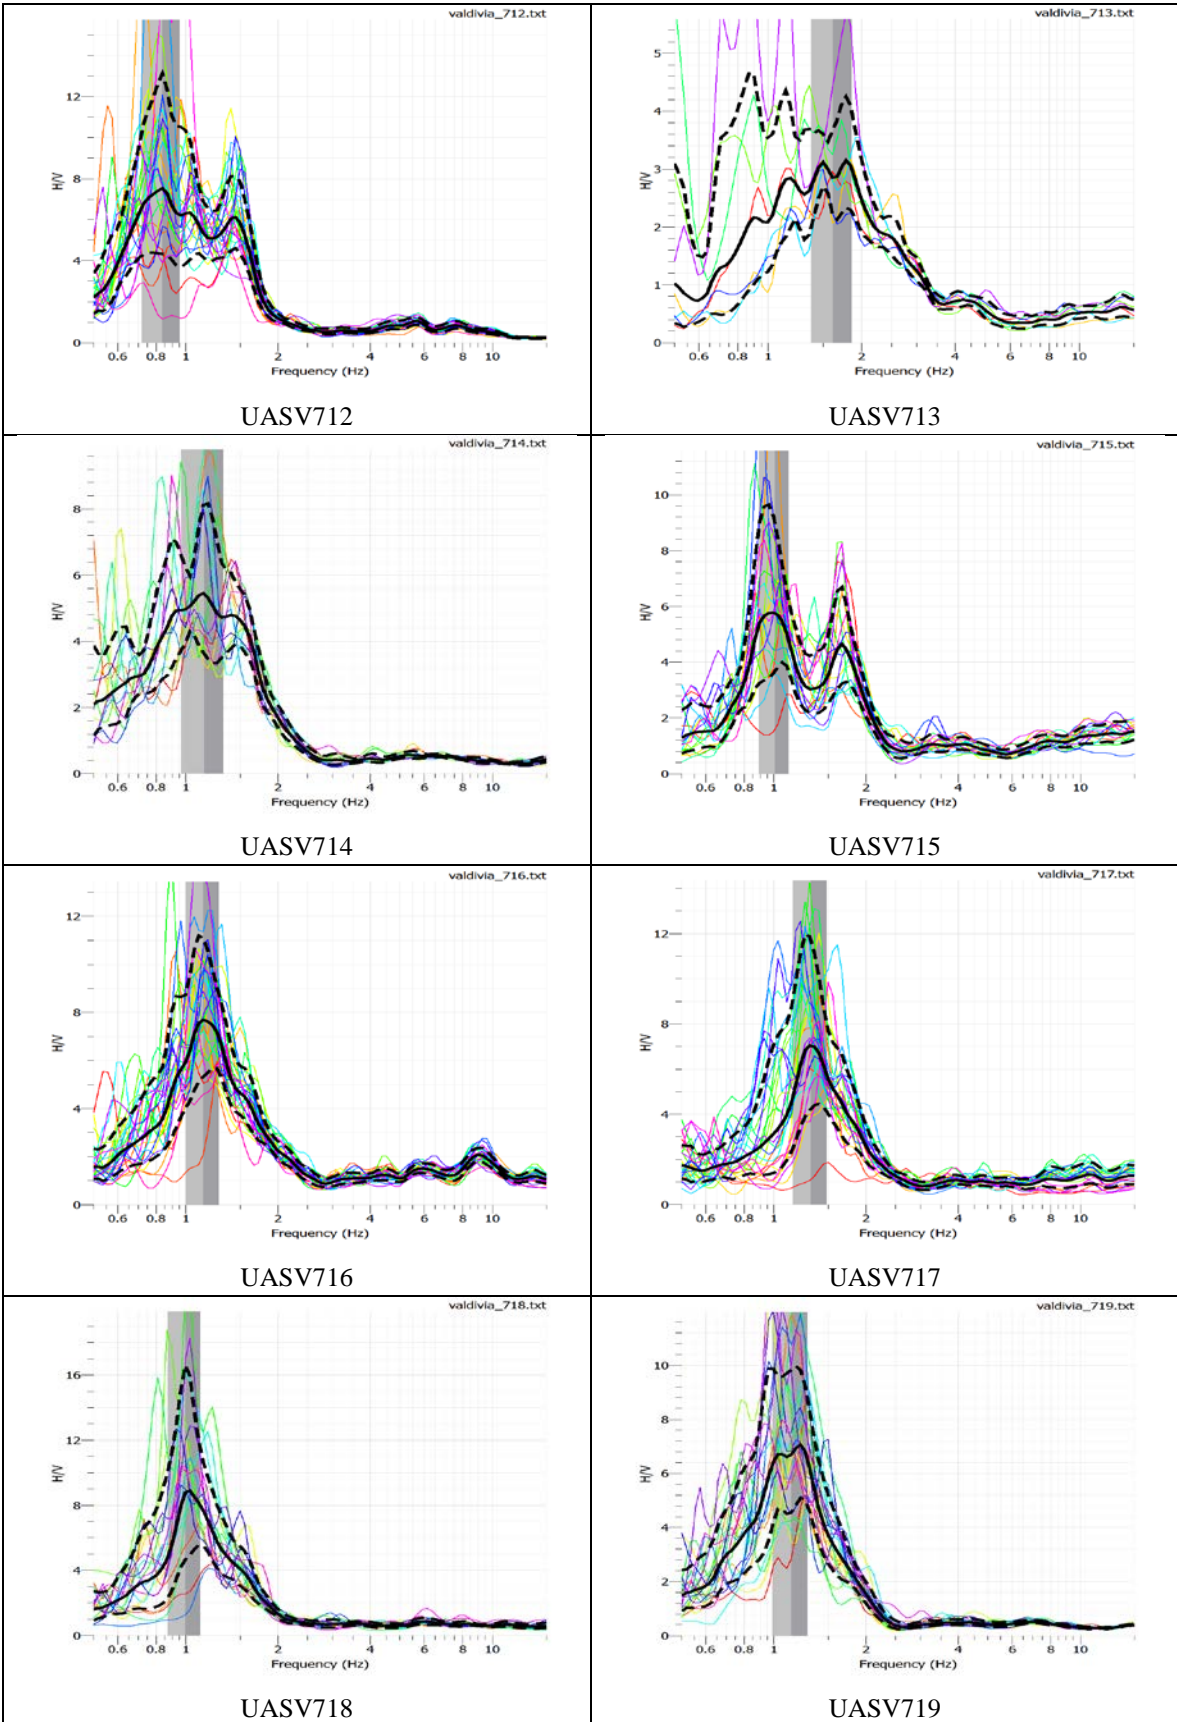 valdivia_712.txt
H/V
12
8
4
0
0.6 0.8 1 2 4 6 8 10
Frequency (Hz)
UASV712
valdivia_713.txt
H/V
5
4
3
2
1
0
0.6 0.8 1 2 4 6 8 10
Frequency (Hz)
UASV713
valdivia_714.txt
H/V
8
6
4
2
0
0.6 0.8 1 2 4 6 8 10
Frequency (Hz)
UASV714
valdivia_715.txt
H/V
10
8
6
4
2
0
0.6 0.8 1 2 4 6 8 10
Frequency (Hz)
UASV715
valdivia_716.txt
H/V
12
8
4
0
0.6 0.8 1 2 4 6 8 10
Frequency (Hz)
UASV716
valdivia_717.txt
H/V
12
8
4
0
0.6 0.8 1 2 4 6 8 10
Frequency (Hz)
UASV717
valdivia_718.txt
H/V
16
12
8
4
0
0.6 0.8 1 2 4 6 8 10
Frequency (Hz)
UASV718
valdivia_719.txt
H/V
10
8
6
4
2
0
0.6 0.8 1 2 4 6 8 10
Frequency (Hz)
UASV719